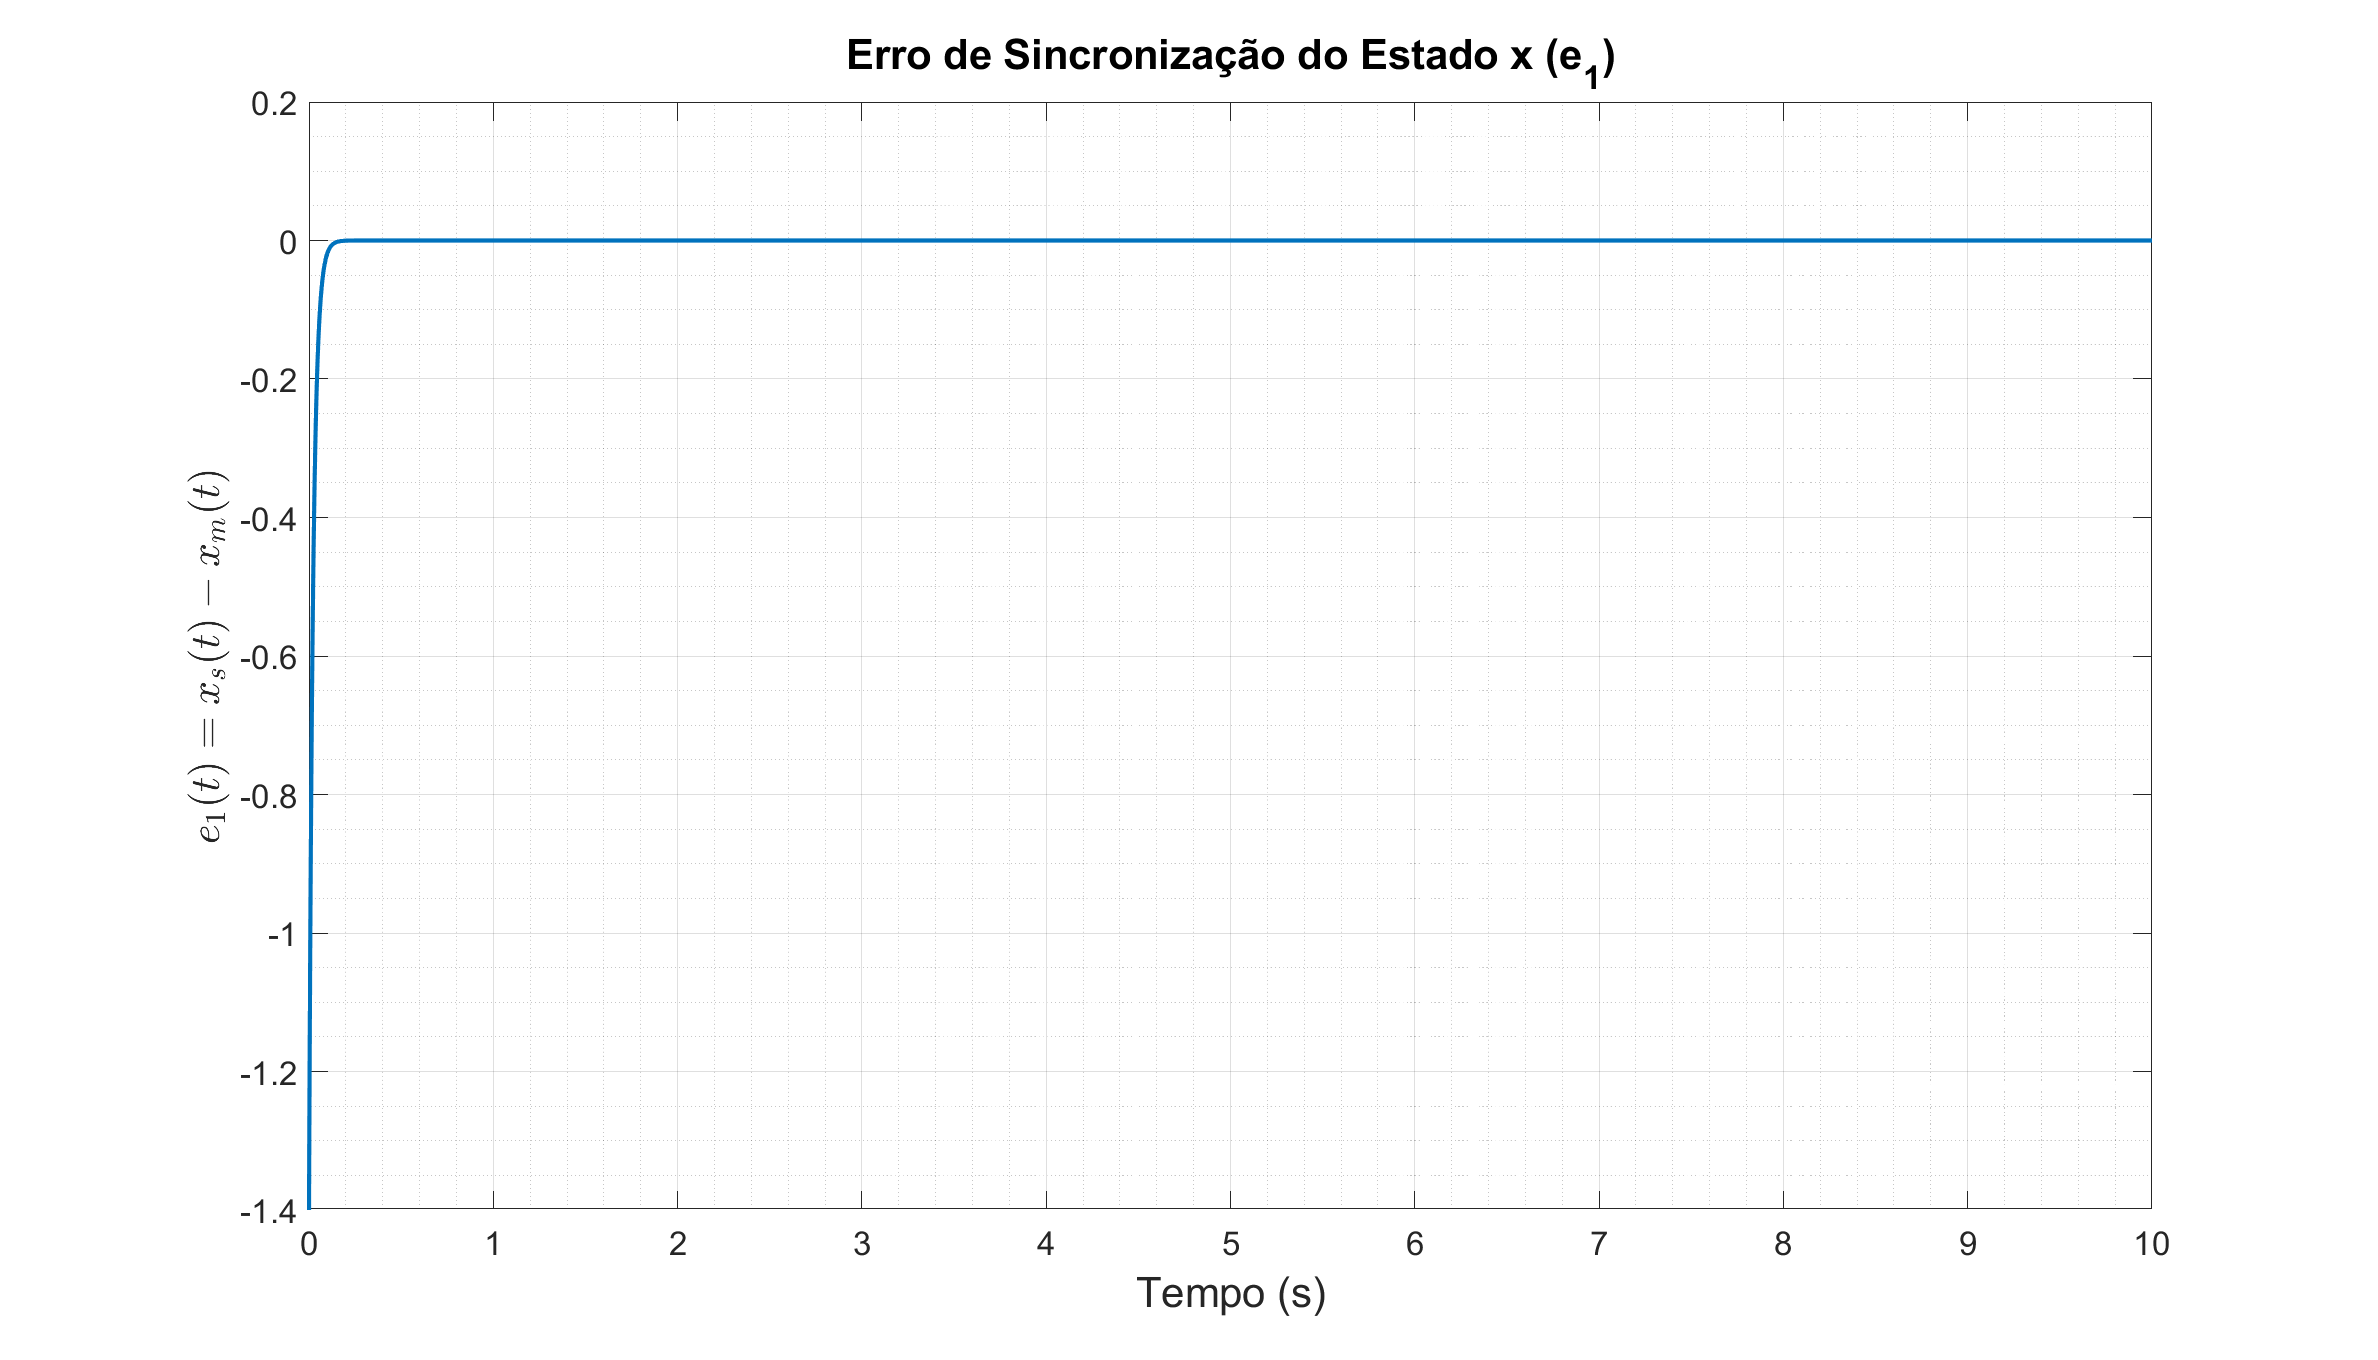 Erro de Sincronização do Estado x (e₁)
0.2
0
-0.2
-0.4
-0.6
-0.8
-1
-1.2
-1.4
e₁(t) = xₛ(t) − xₘ(t)
0 1 2 3 4 5 6 7 8 9 10
Tempo (s)